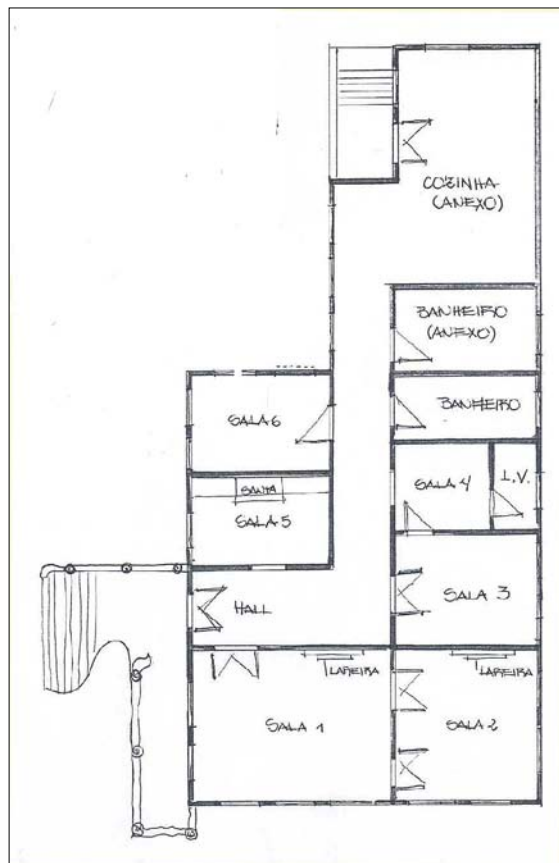 COZINHA
(ANEXO)
BANHEIRO
(ANEXO)
BANHEIRO
SALA 6
SALA 4
I.V.
SANTA
SALA 5
HALL
SALA 3
LAREIRA
LAREIRA
SALA 1
SALA 2